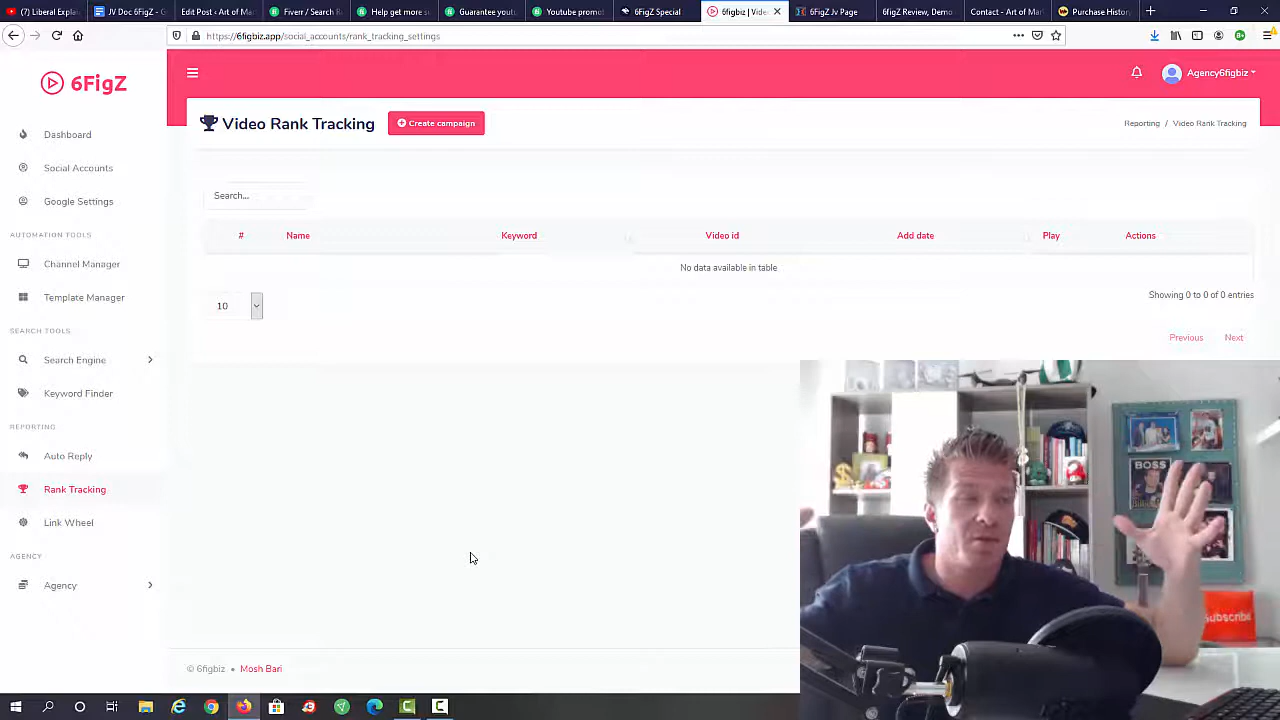 (Liberal Explai
JV Doc 6FigZ - G
Edit Post ‹ Art of Ma
Fiverr / Search Re
Help get more su
Guarantee youtu
Youtube promot
6FigZ Special
6figbiz | Vide
6FigZ Jv Page
6FigZ Review, Demo
Contact - Art of Mar
Purchase History
https://6figbiz.app/social_accounts/rank_tracking_settings
6FigZ
Agency6figbiz
Video Rank Tracking
Create campaign
Reporting / Video Rank Tracking
Dashboard
Social Accounts
Google Settings
AUTOMATION TOOLS
Channel Manager
Template Manager
SEARCH TOOLS
Search Engine
Keyword Finder
REPORTING
Auto Reply
Rank Tracking
Link Wheel
AGENCY
Agency
Search...
# Name Keyword Video id Add date Play Actions
No data available in table
10
Showing 0 to 0 of 0 entries
Previous Next
BOSS
Subscribe
© 6figbiz • Mosh Bari